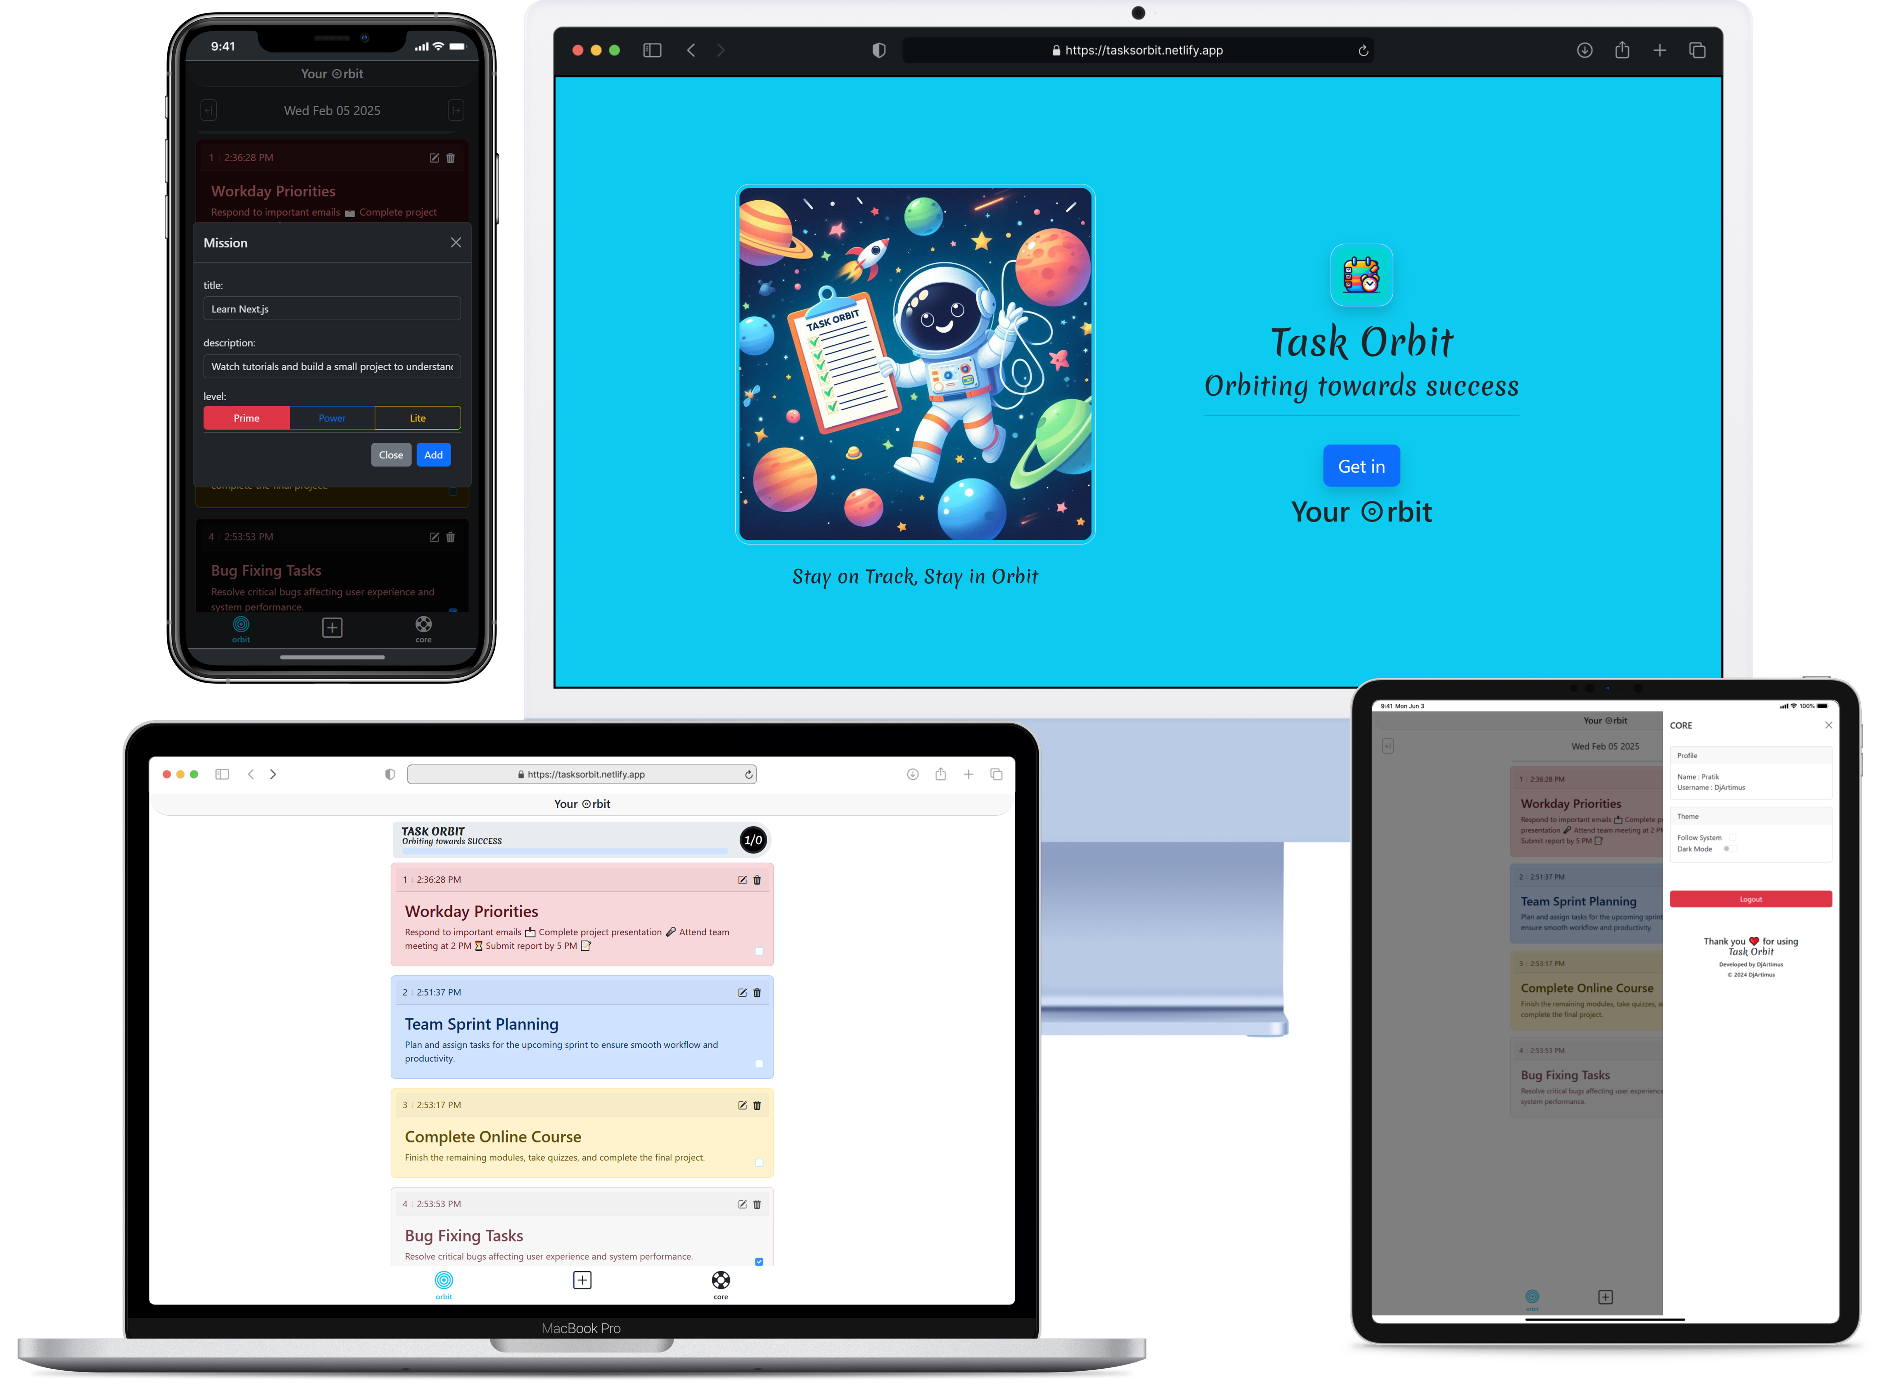 9:41
Your rbit
Wed Feb 05 2025
1 2:36:28 PM
Workday Priorities
Respond to important emails Complete project
Mission
title:
Learn Next.js
description:
Watch tutorials and build a small project to understand
level:
Prime Power Lite
Close Add
complete the final project.
4 2:53:53 PM
Bug Fixing Tasks
Resolve critical bugs affecting user experience and
system performance.
orbit core
https://tasksorbit.netlify.app
TASK ORBIT
Stay on Track, Stay in Orbit
Task Orbit
Orbiting towards success
Get in
Your rbit
https://tasksorbit.netlify.app
Your rbit
TASK ORBIT
Orbiting towards SUCCESS
1/0
1 2:36:28 PM
Workday Priorities
Respond to important emails Complete project presentation Attend team
meeting at 2 PM Submit report by 5 PM
2 2:51:37 PM
Team Sprint Planning
Plan and assign tasks for the upcoming sprint to ensure smooth workflow and
productivity.
3 2:53:17 PM
Complete Online Course
Finish the remaining modules, take quizzes, and complete the final project.
4 2:53:53 PM
Bug Fixing Tasks
Resolve critical bugs affecting user experience and system performance.
orbit core
MacBook Pro
9:41 Mon Jun 3
100%
Your rbit
Wed Feb 05 2025
1 2:36:28 PM
Workday Priorities
Respond to important emails Complete pr
presentation Attend team meeting at 2 PM
Submit report by 5 PM
2 2:51:37 PM
Team Sprint Planning
Plan and assign tasks for the upcoming sprint
ensure smooth workflow and productivity.
3 2:53:17 PM
Complete Online Course
Finish the remaining modules, take quizzes, a
complete the final project.
4 2:53:53 PM
Bug Fixing Tasks
Resolve critical bugs affecting user experience
system performance.
orbit
CORE
Profile
Name : Pratik
Username : DjArtimus
Theme
Follow System
Dark Mode
Logout
Thank you for using
Task Orbit
Developed by DjArtimus
© 2024 DjArtimus